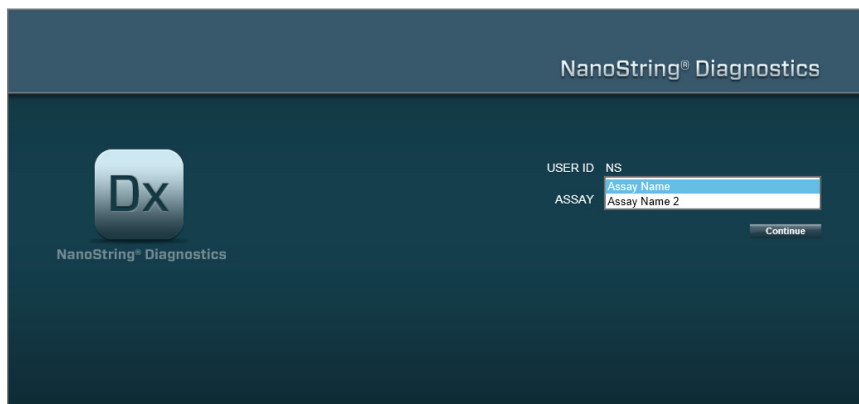 NanoString® Diagnostics
Dx
NanoString® Diagnostics
USER ID NS
Assay Name
ASSAY Assay Name 2
Continue